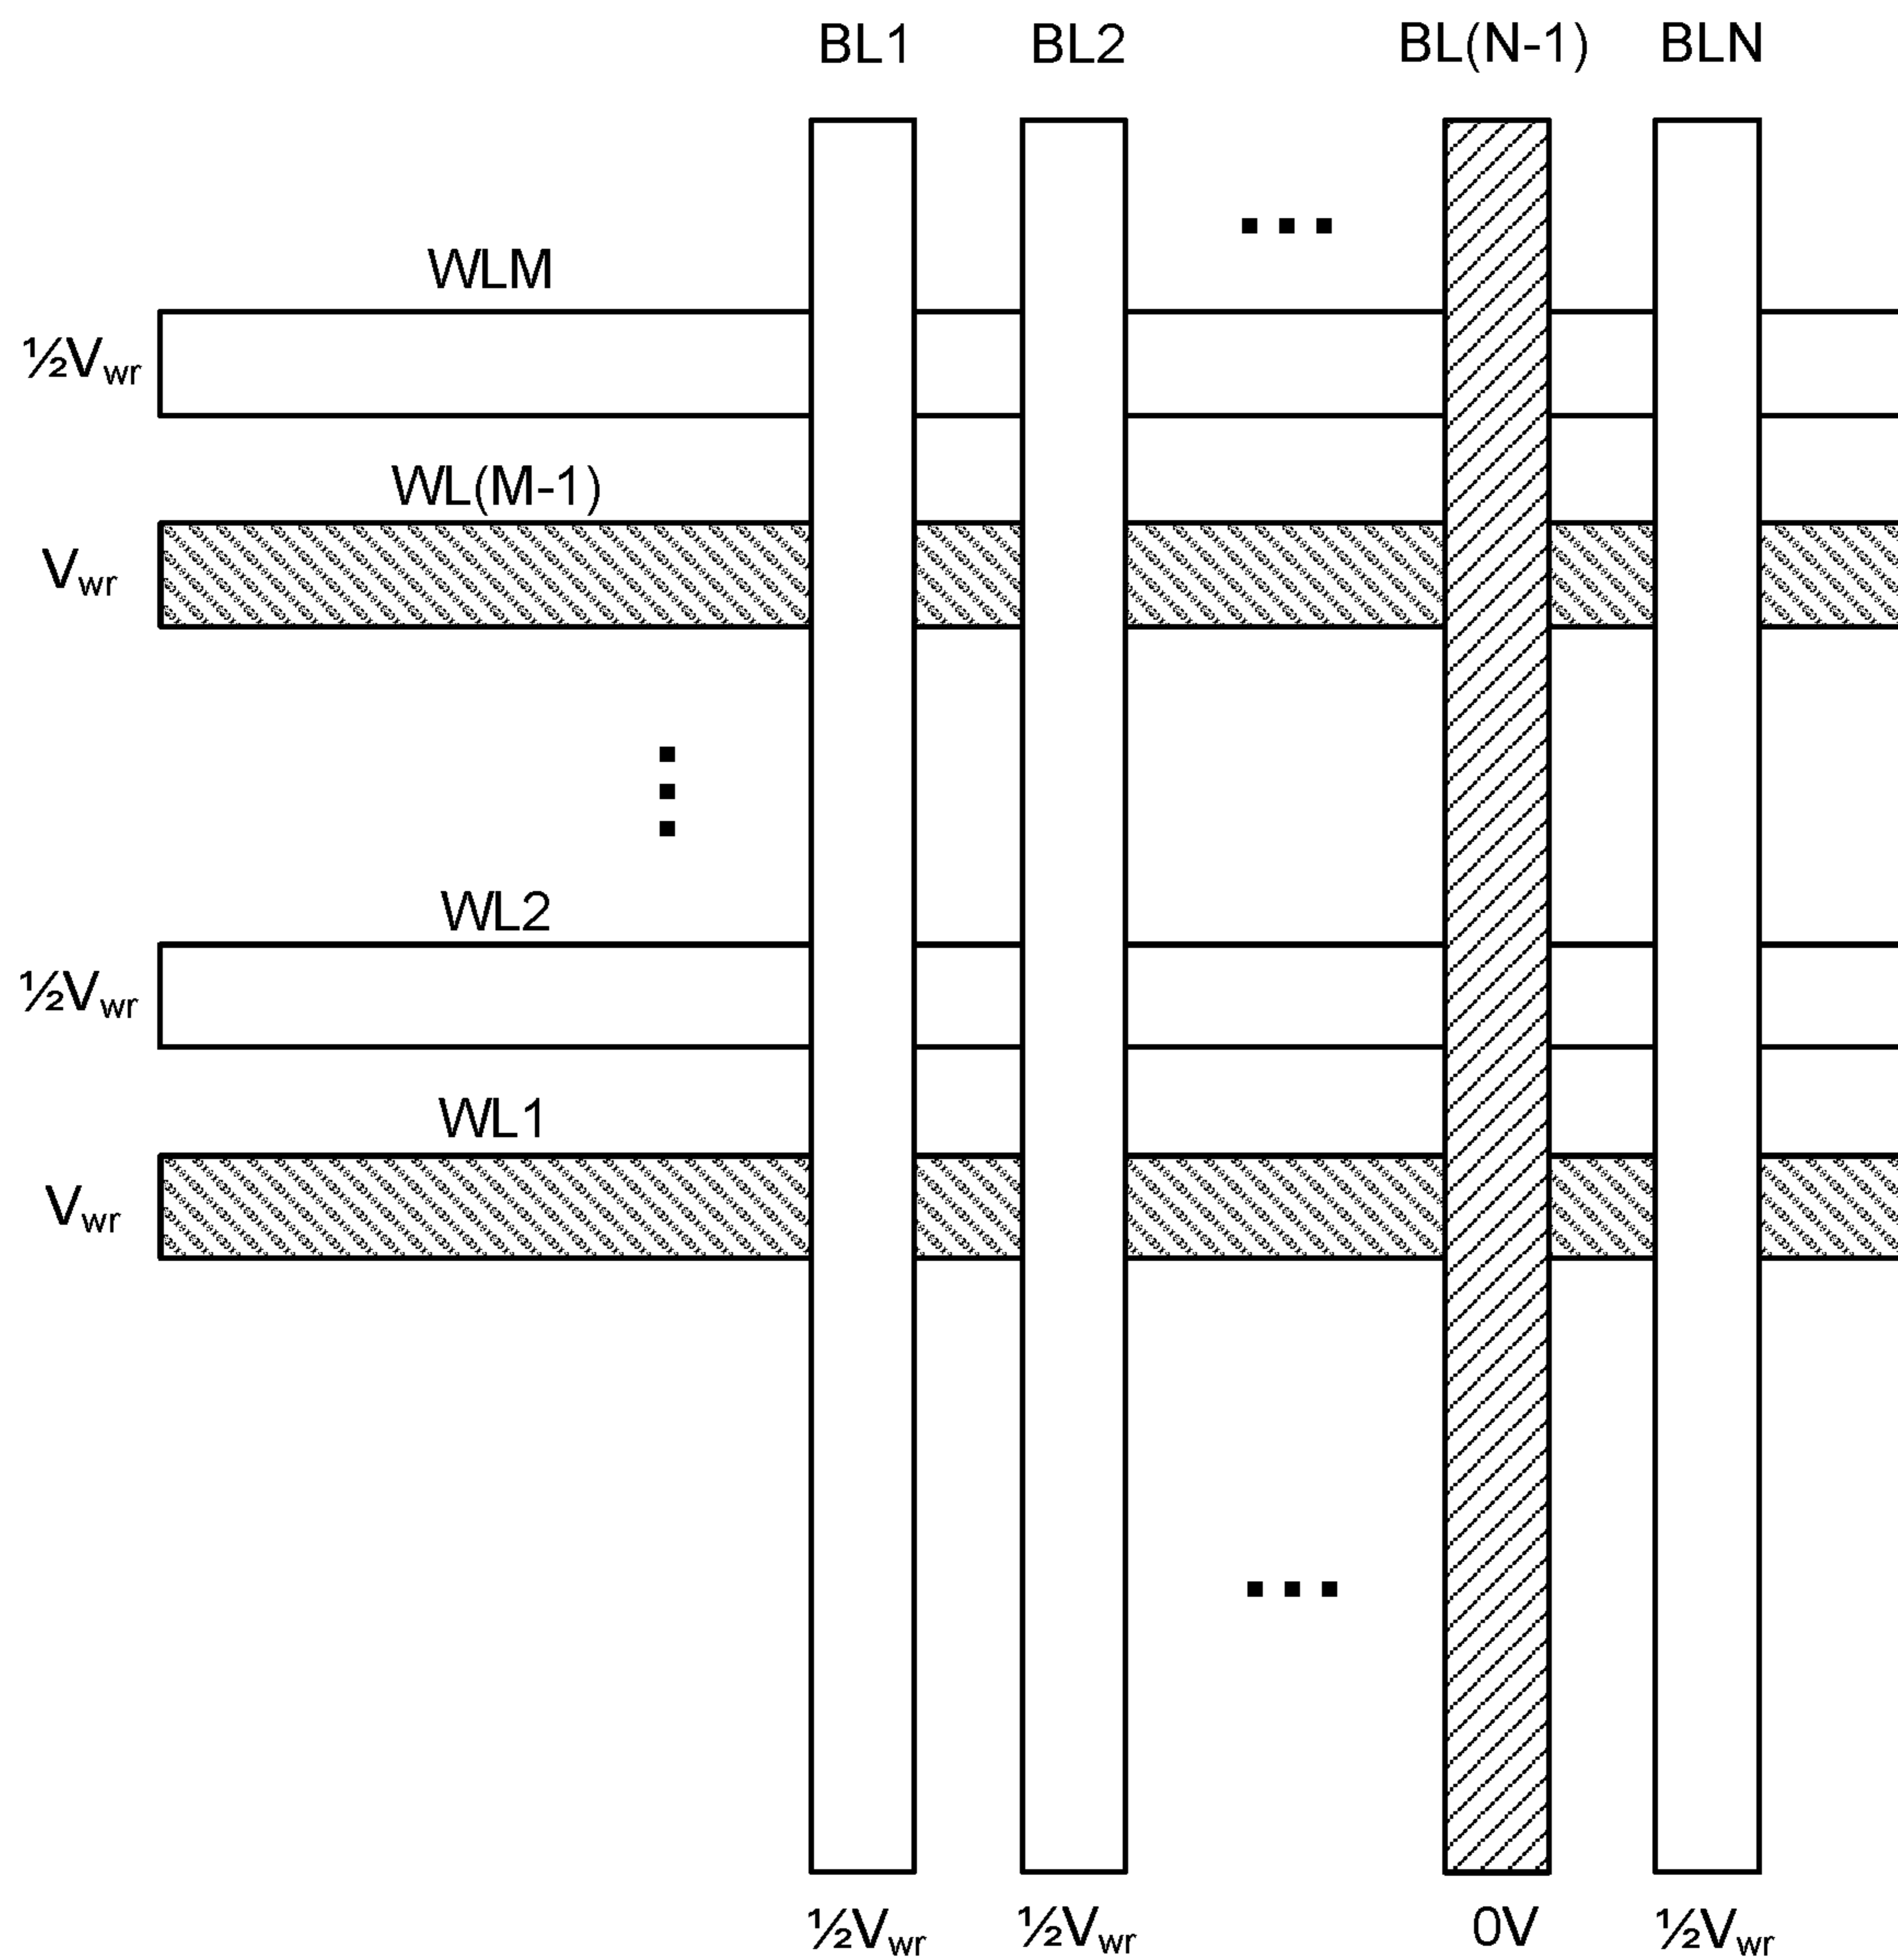 BL1 BL2 BL(N-1) BLN
WLM
½Vwr
WL(M-1)
Vwr
WL2
½Vwr
WL1
Vwr
½Vwr ½Vwr 0V ½Vwr